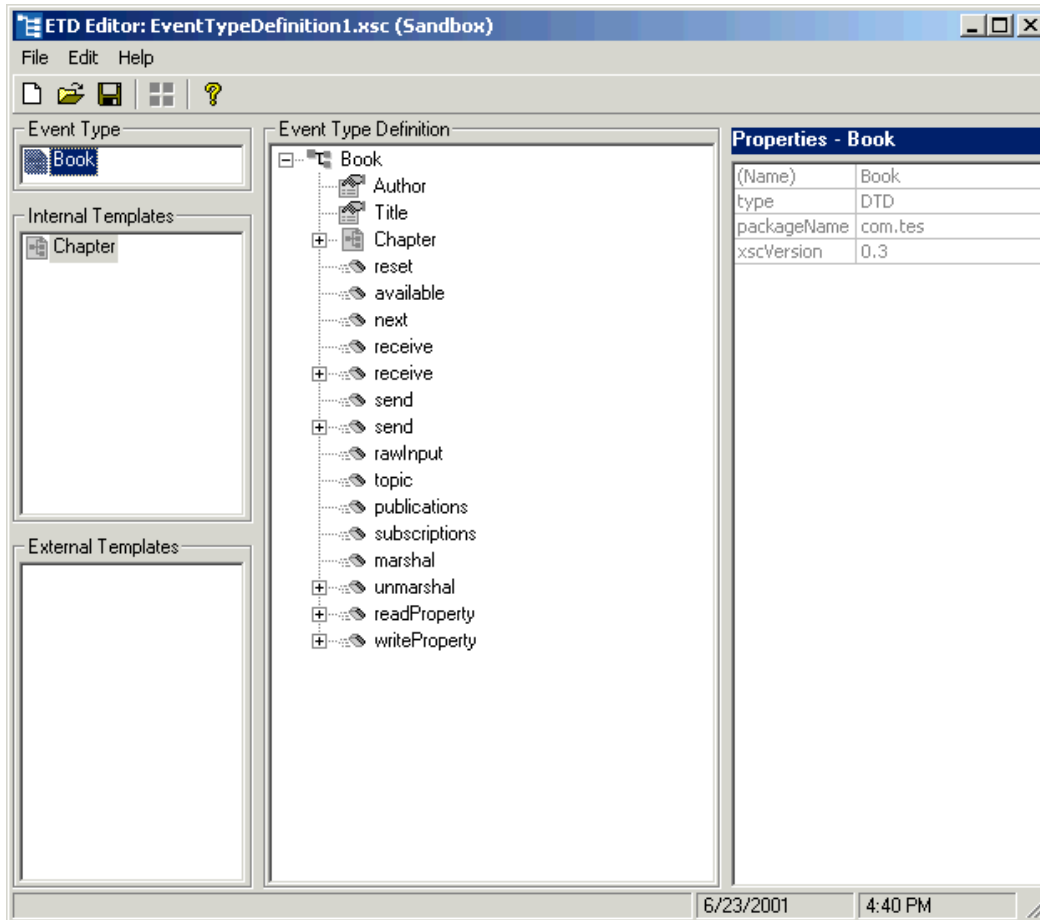 ETD Editor: EventTypeDefinition1.xsc (Sandbox)
File Edit Help
Event Type
Book
Internal Templates
Chapter
External Templates
Event Type Definition
Book
Author
Title
Chapter
reset
available
next
receive
receive
send
send
rawInput
topic
publications
subscriptions
marshal
unmarshal
readProperty
writeProperty
Properties - Book
(Name) Book
type DTD
packageName com.tes
xscVersion 0.3
6/23/2001 4:40 PM